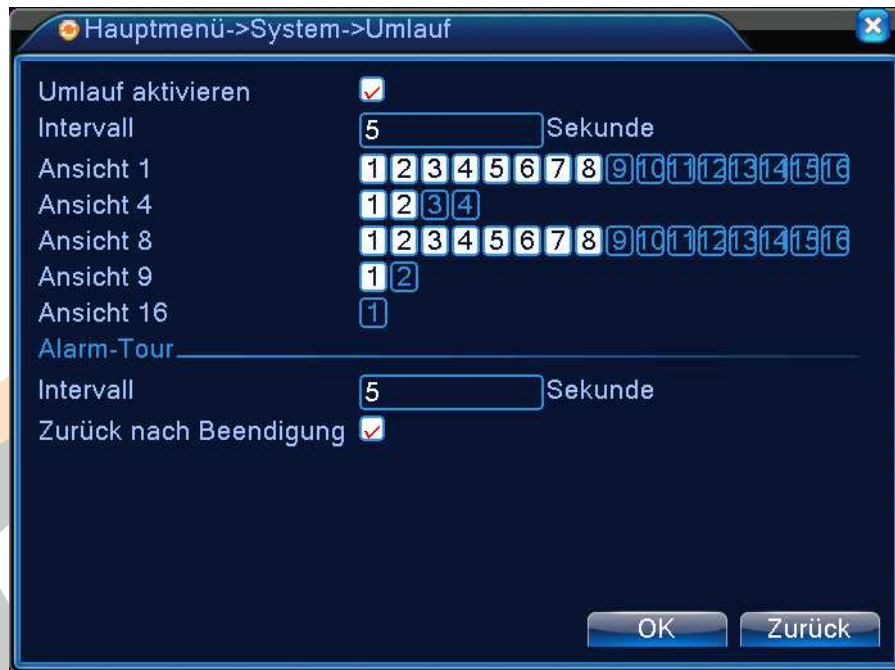 Hauptmenü->System->Umlauf
Umlauf aktivieren
Intervall 5 Sekunde
Ansicht 1 1 2 3 4 5 6 7 8 9 10 11 12 13 14 15 16
Ansicht 4 1 2 3 4
Ansicht 8 1 2 3 4 5 6 7 8 9 10 11 12 13 14 15 16
Ansicht 9 1 2
Ansicht 16 1
Alarm-Tour
Intervall 5 Sekunde
Zurück nach Beendigung
OK Zurück